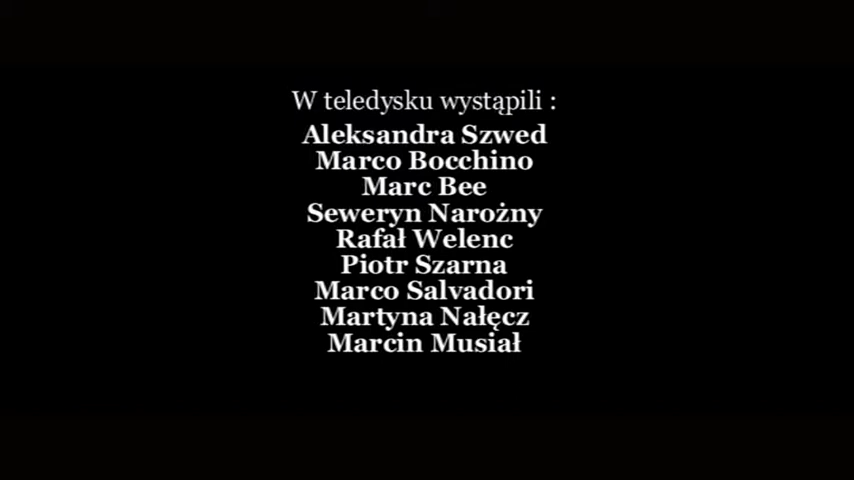 W teledysku wystąpili :
Aleksandra Szwed
Marco Bocchino
Marc Bee
Seweryn Narożny
Rafał Welenc
Piotr Szarna
Marco Salvadori
Martyna Nałęcz
Marcin Musiał